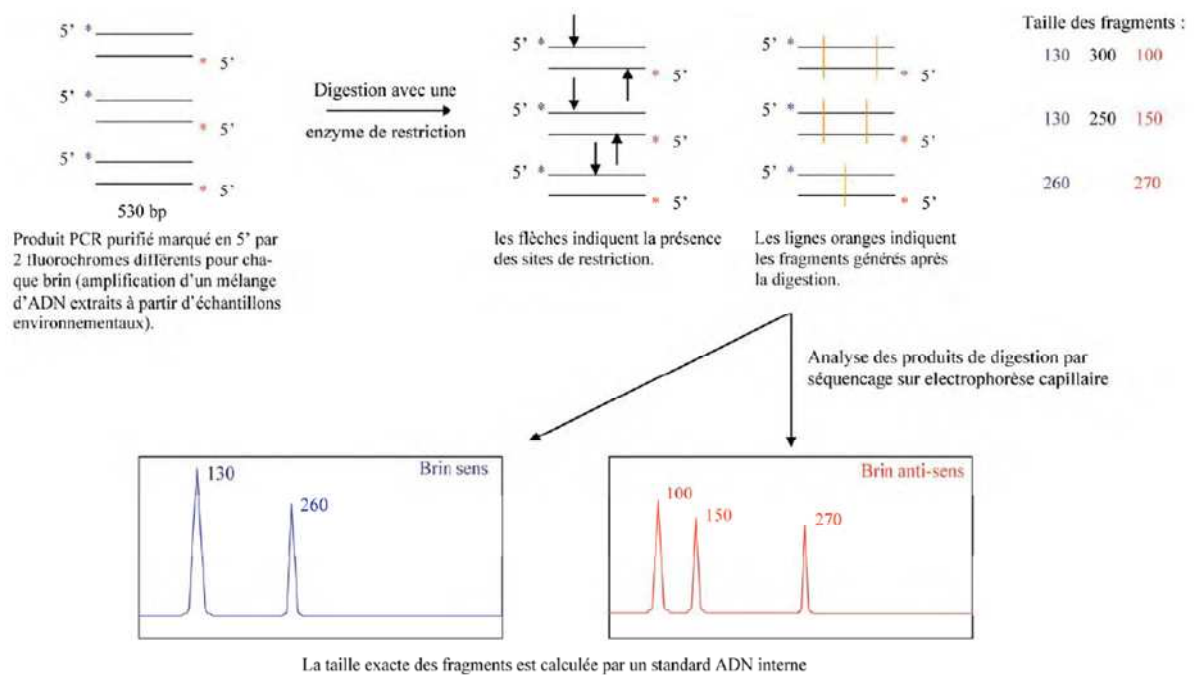 5' *
* 5'
5' *
* 5'
5' *
* 5'
530 bp
Produit PCR purifié marqué en 5' par
2 fluorochromes différents pour cha-
que brin (amplification d'un mélange
d'ADN extraits à partir d'échantillons
environnementaux).
Digestion avec une
enzyme de restriction
5' *
* 5'
5' *
* 5'
5' *
* 5'
les flèches indiquent la présence
des sites de restriction.
5' *
* 5'
5' *
* 5'
5' *
* 5'
Les lignes oranges indiquent
les fragments générés après
la digestion.
Taille des fragments :
130 300 100
130 250 150
260 270
Analyse des produits de digestion par
séquencage sur electrophorèse capillaire
Brin sens
130
260
Brin anti-sens
100
150
270
La taille exacte des fragments est calculée par un standard ADN interne